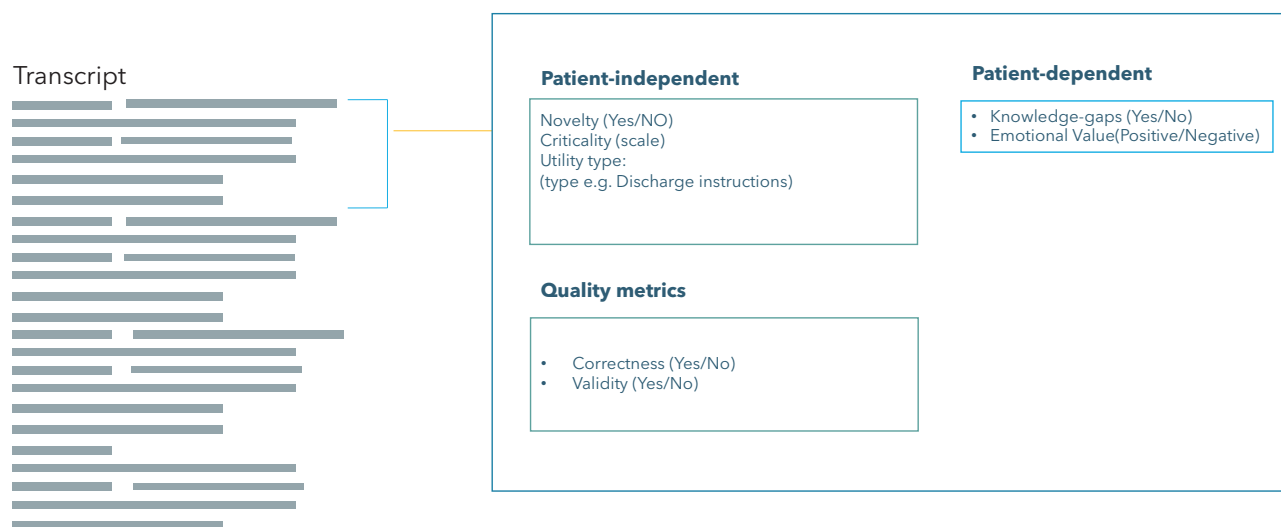 Transcript
Patient-independent
Novelty (Yes/NO)
Criticality (scale)
Utility type:
(type e.g. Discharge instructions)
Patient-dependent
• Knowledge-gaps (Yes/No)
• Emotional Value(Positive/Negative)
Quality metrics
• Correctness (Yes/No)
• Validity (Yes/No)